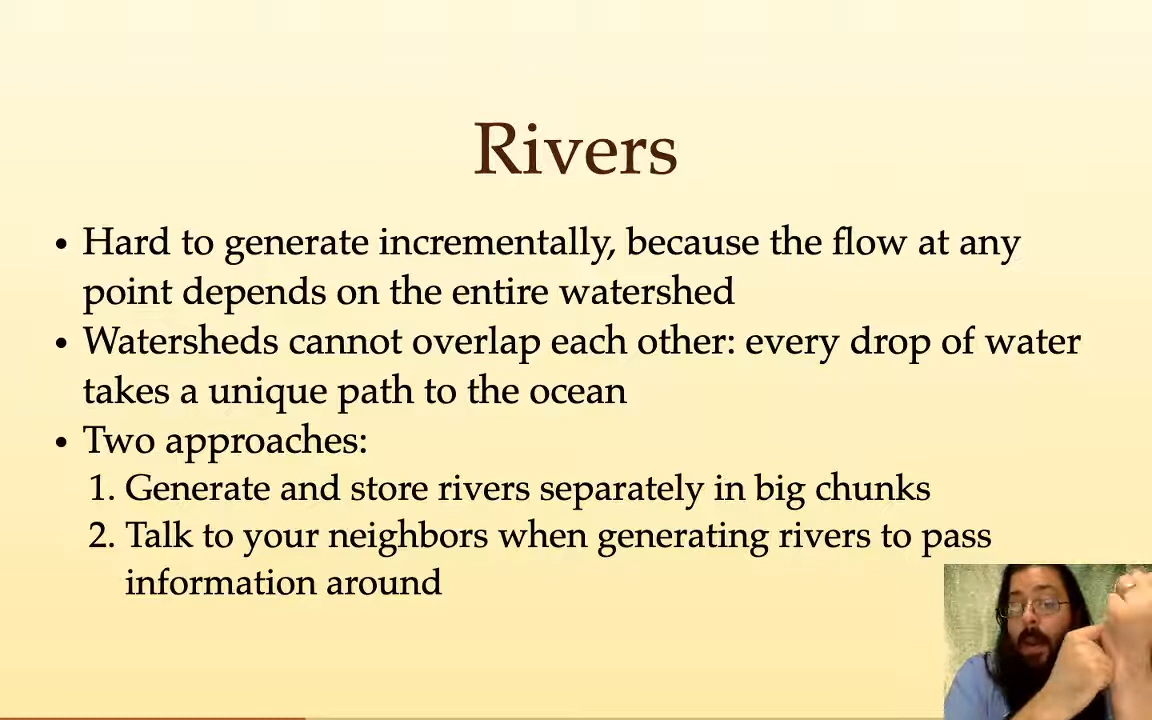 Rivers
• Hard to generate incrementally, because the flow at any
point depends on the entire watershed
• Watersheds cannot overlap each other: every drop of water
takes a unique path to the ocean
• Two approaches:
1. Generate and store rivers separately in big chunks
2. Talk to your neighbors when generating rivers to pass
information around